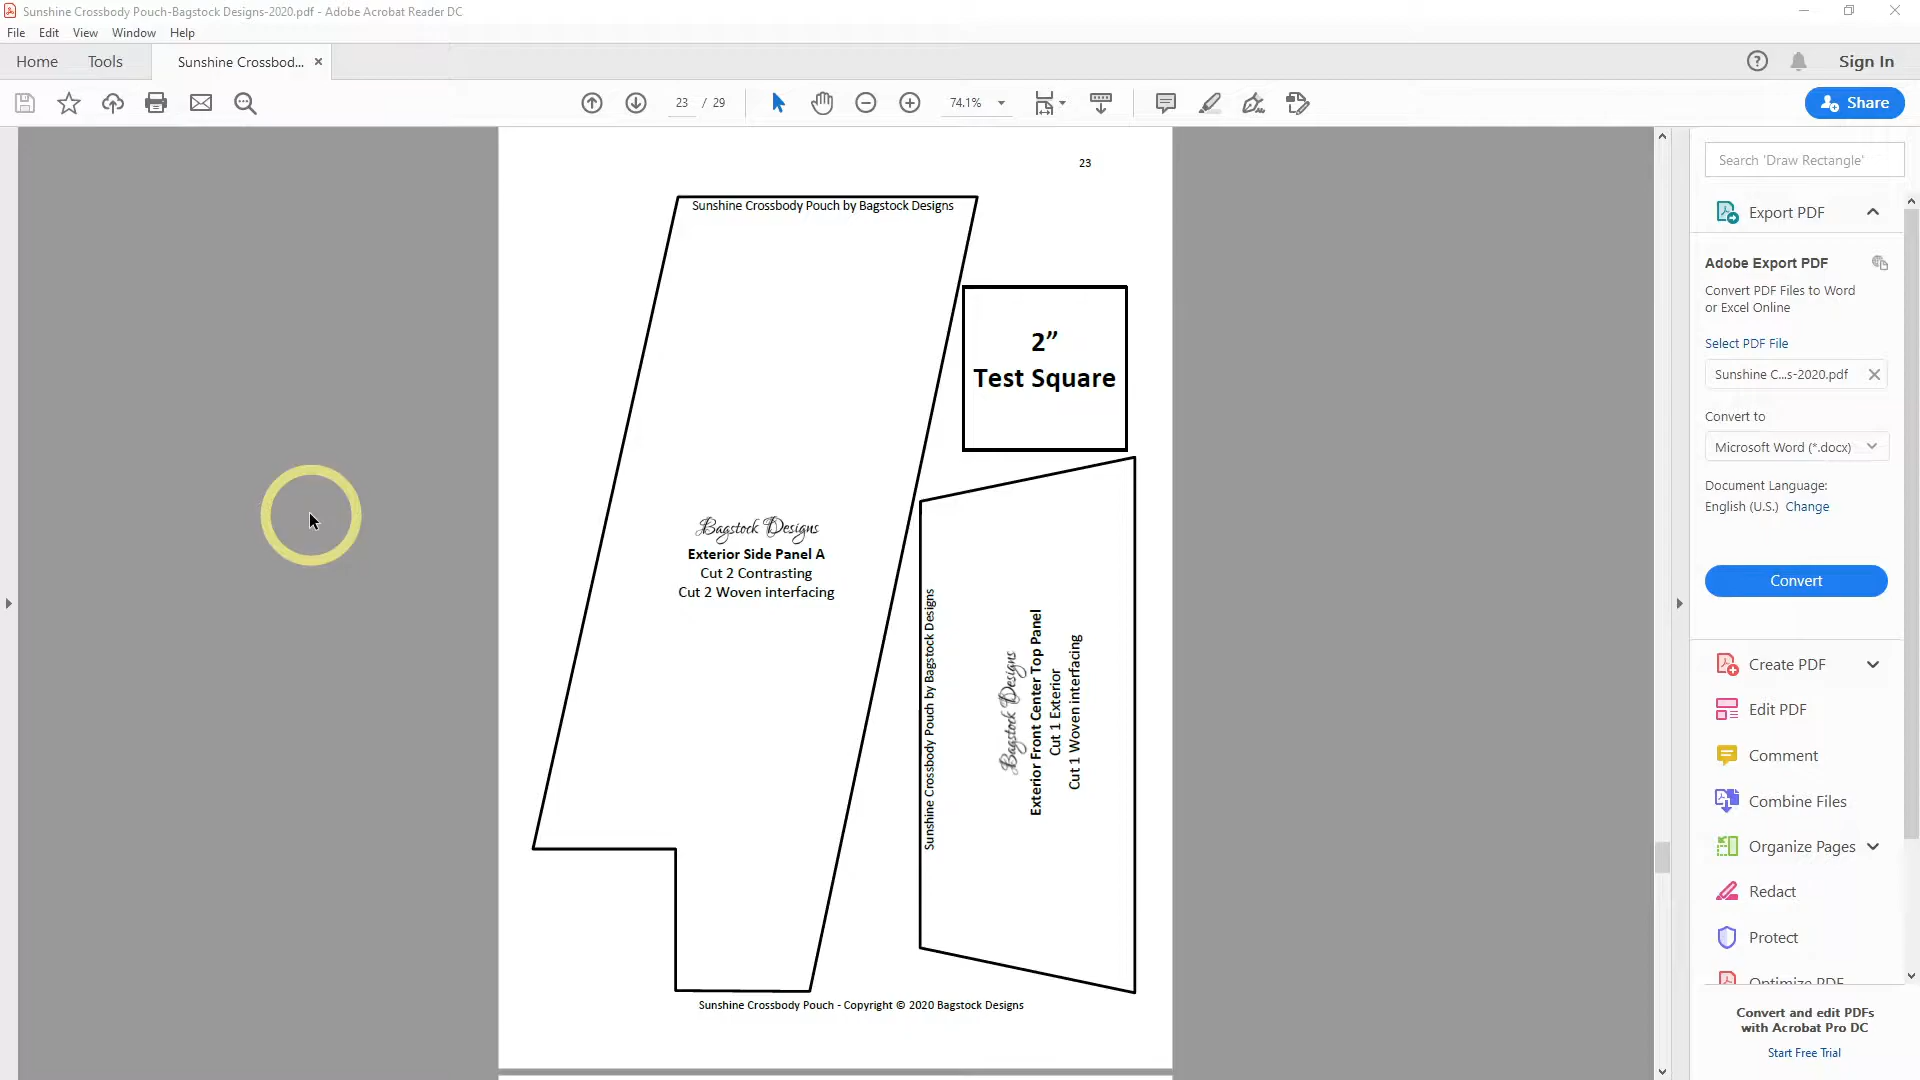 Sunshine Crossbody Pouch-Bagstock Designs-2020.pdf - Adobe Acrobat Reader DC
File Edit View Window Help
Home Tools Sunshine Crossbod... Sign In
23 / 29 74.1% Share
23
Sunshine Crossbody Pouch by Bagstock Designs
2”
Test Square
Bagstock Designs
Exterior Side Panel A
Cut 2 Contrasting
Cut 2 Woven interfacing
Sunshine Crossbody Pouch by Bagstock Designs
Bagstock Designs
Exterior Front Center Top Panel
Cut 1 Exterior
Cut 1 Woven interfacing
Sunshine Crossbody Pouch - Copyright © 2020 Bagstock Designs
Search 'Draw Rectangle'
Export PDF
Adobe Export PDF
Convert PDF Files to Word
or Excel Online
Select PDF File
Sunshine C...s-2020.pdf
Convert to
Microsoft Word (*.docx)
Document Language:
English (U.S.) Change
Convert
Create PDF
Edit PDF
Comment
Combine Files
Organize Pages
Redact
Protect
Optimize PDF
Convert and edit PDFs
with Acrobat Pro DC
Start Free Trial